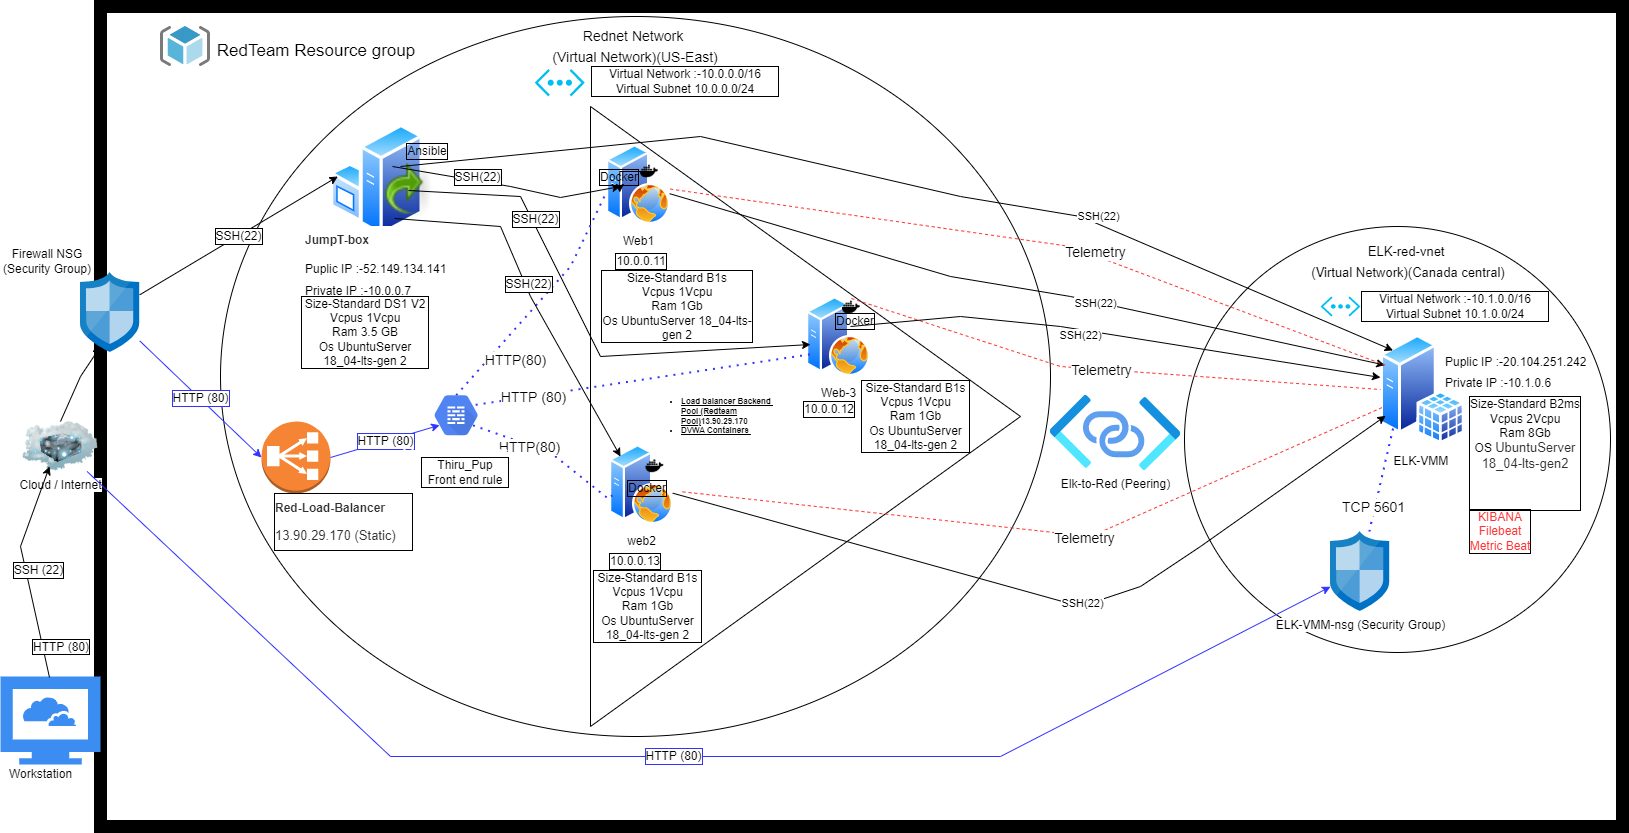 RedTeam Resource group
Rednet Network
(Virtual Network)(US-East)
Virtual Network :-10.0.0.0/16
Virtual Subnet 10.0.0.0/24
Ansible
SSH(22)
SSH(22)
SSH(22)
SSH(22)
JumpT-box
Puplic IP :-52.149.134.141
Private IP :-10.0.0.7
Size-Standard DS1 V2
Vcpus 1Vcpu
Ram 3.5 GB
Os UbuntuServer
18_04-lts-gen 2
Firewall NSG
(Security Group)
HTTP (80)
Cloud / Internet
SSH (22)
HTTP (80)
Workstation
HTTP (80)
Red-Load-Balancer
13.90.29.170 (Static)
Thiru_Pup
Front end rule
HTTP(80)
HTTP (80)
HTTP(80)
Docker
Web1
10.0.0.11
Size-Standard B1s
Vcpus 1Vcpu
Ram 1Gb
Os UbuntuServer 18_04-lts-
gen 2
Docker
Web-3
10.0.0.12
Size-Standard B1s
Vcpus 1Vcpu
Ram 1Gb
Os UbuntuServer
18_04-lts-gen 2
Load balancer Backend
Pool (Redteam
Pool)13.90.29.170
DVWA Containers
Docker
web2
10.0.0.13
Size-Standard B1s
Vcpus 1Vcpu
Ram 1Gb
Os UbuntuServer
18_04-lts-gen 2
SSH(22)
Telemetry
SSH(22)
SSH(22)
Telemetry
Elk-to-Red (Peering)
Telemetry
SSH(22)
HTTP (80)
ELK-red-vnet
(Virtual Network)(Canada central)
Virtual Network :-10.1.0.0/16
Virtual Subnet 10.1.0.0/24
Puplic IP :-20.104.251.242
Private IP :-10.1.0.6
Size-Standard B2ms
Vcpus 2Vcpu
Ram 8Gb
OS UbuntuServer
18_04-lts-gen2
ELK-VMM
TCP 5601
KIBANA
Filebeat
Metric Beat
ELK-VMM-nsg (Security Group)